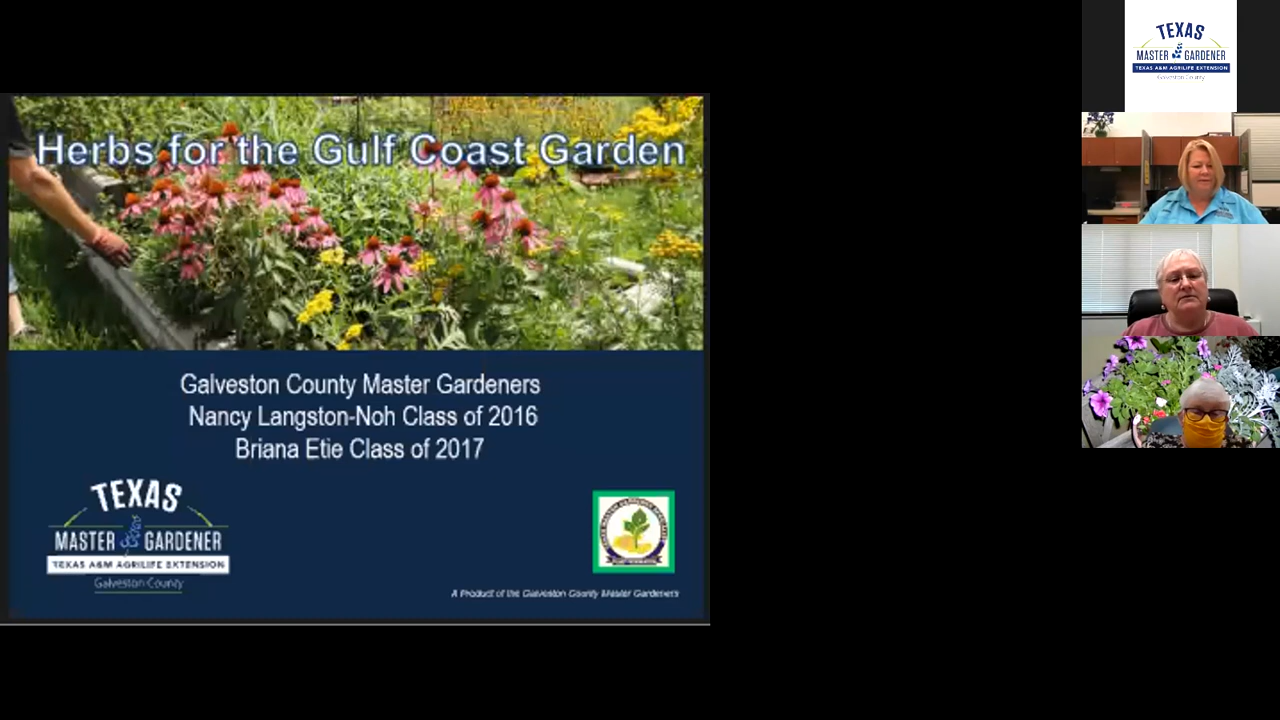 Herbs for the Gulf Coast Garden
Galveston County Master Gardeners
Nancy Langston-Noh Class of 2016
Briana Etie Class of 2017
TEXAS
MASTER GARDENER
TEXAS A&M AGRILIFE EXTENSION
Galveston County
A Product of the Galveston County Master Gardeners
TEXAS
MASTER GARDENER
TEXAS A&M AGRILIFE EXTENSION
Galveston County